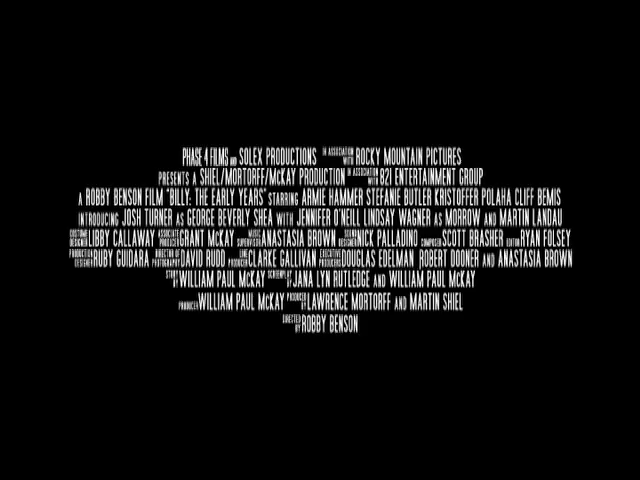 PHASE 4 FILMS AND SOLEX PRODUCTIONS IN ASSOCIATION WITH ROCKY MOUNTAIN PICTURES
PRESENTS A SHIEL/MORTORFF/McKAY PRODUCTION IN ASSOCIATION WITH 821 ENTERTAINMENT GROUP
A ROBBY BENSON FILM "BILLY: THE EARLY YEARS" STARRING ARMIE HAMMER STEFANIE BUTLER KRISTOFFER POLAHA CLIFF BEMIS
INTRODUCING JOSH TURNER AS GEORGE BEVERLY SHEA WITH JENNIFER O'NEILL LINDSAY WAGNER AS MORROW AND MARTIN LANDAU
COSTUME DESIGNER LIBBY CALLAWAY ASSOCIATE PRODUCER GRANT McKAY MUSIC SUPERVISOR ANASTASIA BROWN SOUND DESIGNER NICK PALLADINO COMPOSER SCOTT BRASHER EDITOR RYAN FOLSEY
PRODUCTION DESIGNER RUBY GUIDARA DIRECTOR OF PHOTOGRAPHY DAVID RUDD LINE PRODUCER CLARKE GALLIVAN EXECUTIVE PRODUCERS DOUGLAS EDELMAN ROBERT DOONER AND ANASTASIA BROWN
STORY BY WILLIAM PAUL McKAY SCREENPLAY BY JANA LYN RUTLEDGE AND WILLIAM PAUL McKAY
PRODUCER WILLIAM PAUL McKAY PRODUCED BY LAWRENCE MORTORFF AND MARTIN SHIEL
DIRECTED BY ROBBY BENSON